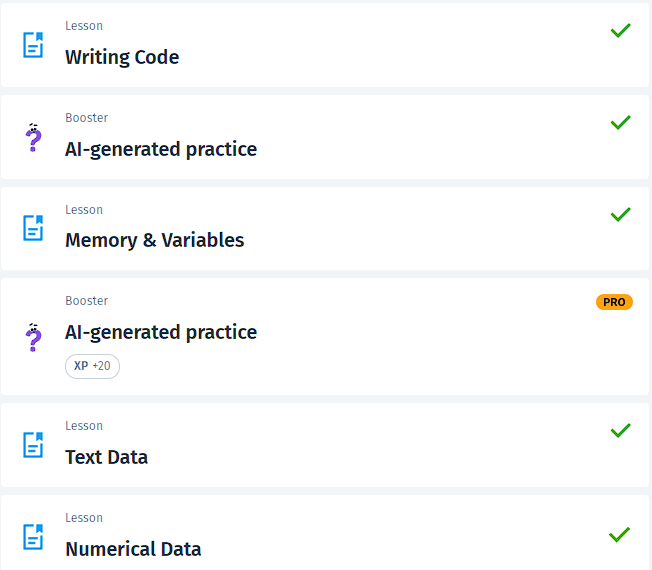 Lesson
Writing Code
Booster
AI-generated practice
Lesson
Memory & Variables
Booster
PRO
AI-generated practice
XP +20
Lesson
Text Data
Lesson
Numerical Data